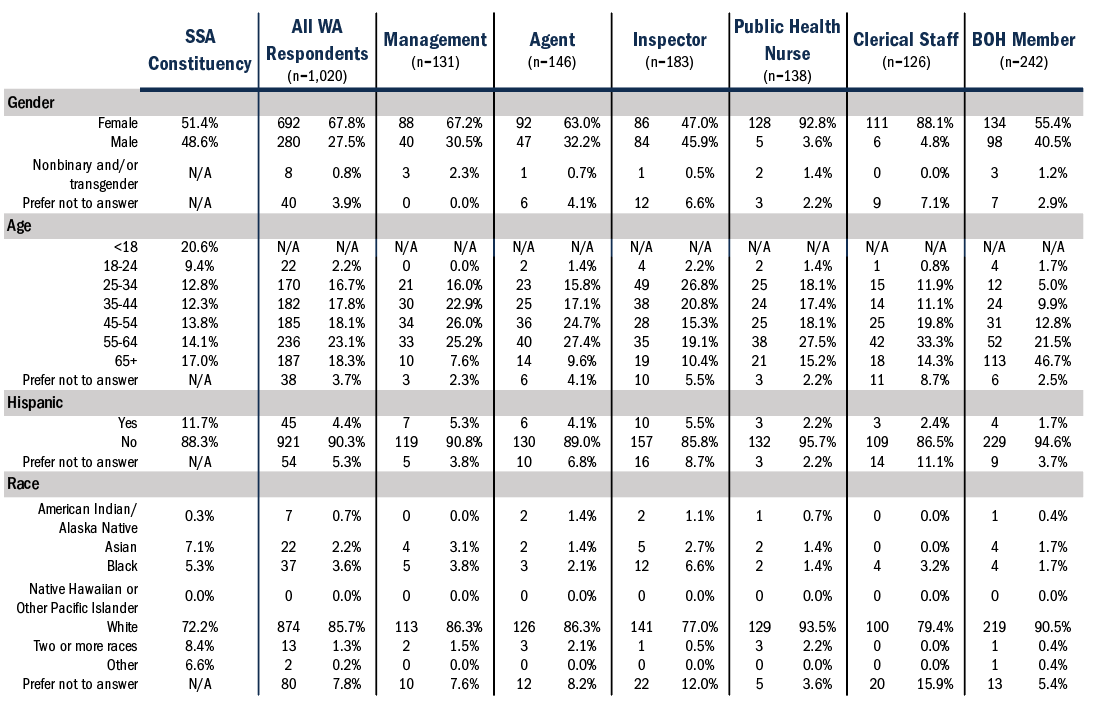 SSA Constituency | All WA Respondents (n=1,020) | Management (n=131) | Agent (n=146) | Inspector (n=183) | Public Health Nurse (n=138) | Clerical Staff (n=126) | BOH Member (n=242)
Gender
Female 51.4% 692 67.8% 88 67.2% 92 63.0% 86 47.0% 128 92.8% 111 88.1% 134 55.4%
Male 48.6% 280 27.5% 40 30.5% 47 32.2% 84 45.9% 5 3.6% 6 4.8% 98 40.5%
Nonbinary and/or transgender N/A 8 0.8% 3 2.3% 1 0.7% 1 0.5% 2 1.4% 0 0.0% 3 1.2%
Prefer not to answer N/A 40 3.9% 0 0.0% 6 4.1% 12 6.6% 3 2.2% 9 7.1% 7 2.9%
Age
<18 20.6% N/A N/A N/A N/A N/A N/A N/A N/A N/A N/A N/A N/A N/A N/A
18-24 9.4% 22 2.2% 0 0.0% 2 1.4% 4 2.2% 2 1.4% 1 0.8% 4 1.7%
25-34 12.8% 170 16.7% 21 16.0% 23 15.8% 49 26.8% 25 18.1% 15 11.9% 12 5.0%
35-44 12.3% 182 17.8% 30 22.9% 25 17.1% 38 20.8% 24 17.4% 14 11.1% 24 9.9%
45-54 13.8% 185 18.1% 34 26.0% 36 24.7% 28 15.3% 25 18.1% 25 19.8% 31 12.8%
55-64 14.1% 236 23.1% 33 25.2% 40 27.4% 35 19.1% 38 27.5% 42 33.3% 52 21.5%
65+ 17.0% 187 18.3% 10 7.6% 14 9.6% 19 10.4% 21 15.2% 18 14.3% 113 46.7%
Prefer not to answer N/A 38 3.7% 3 2.3% 6 4.1% 10 5.5% 3 2.2% 11 8.7% 6 2.5%
Hispanic
Yes 11.7% 45 4.4% 7 5.3% 6 4.1% 10 5.5% 3 2.2% 3 2.4% 4 1.7%
No 88.3% 921 90.3% 119 90.8% 130 89.0% 157 85.8% 132 95.7% 109 86.5% 229 94.6%
Prefer not to answer N/A 54 5.3% 5 3.8% 10 6.8% 16 8.7% 3 2.2% 14 11.1% 9 3.7%
Race
American Indian/ Alaska Native 0.3% 7 0.7% 0 0.0% 2 1.4% 2 1.1% 1 0.7% 0 0.0% 1 0.4%
Asian 7.1% 22 2.2% 4 3.1% 2 1.4% 5 2.7% 2 1.4% 0 0.0% 4 1.7%
Black 5.3% 37 3.6% 5 3.8% 3 2.1% 12 6.6% 2 1.4% 4 3.2% 4 1.7%
Native Hawaiian or Other Pacific Islander 0.0% 0 0.0% 0 0.0% 0 0.0% 0 0.0% 0 0.0% 0 0.0% 0 0.0%
White 72.2% 874 85.7% 113 86.3% 126 86.3% 141 77.0% 129 93.5% 100 79.4% 219 90.5%
Two or more races 8.4% 13 1.3% 2 1.5% 3 2.1% 1 0.5% 3 2.2% 0 0.0% 1 0.4%
Other 6.6% 2 0.2% 0 0.0% 0 0.0% 0 0.0% 0 0.0% 0 0.0% 1 0.4%
Prefer not to answer N/A 80 7.8% 10 7.6% 12 8.2% 22 12.0% 5 3.6% 20 15.9% 13 5.4%